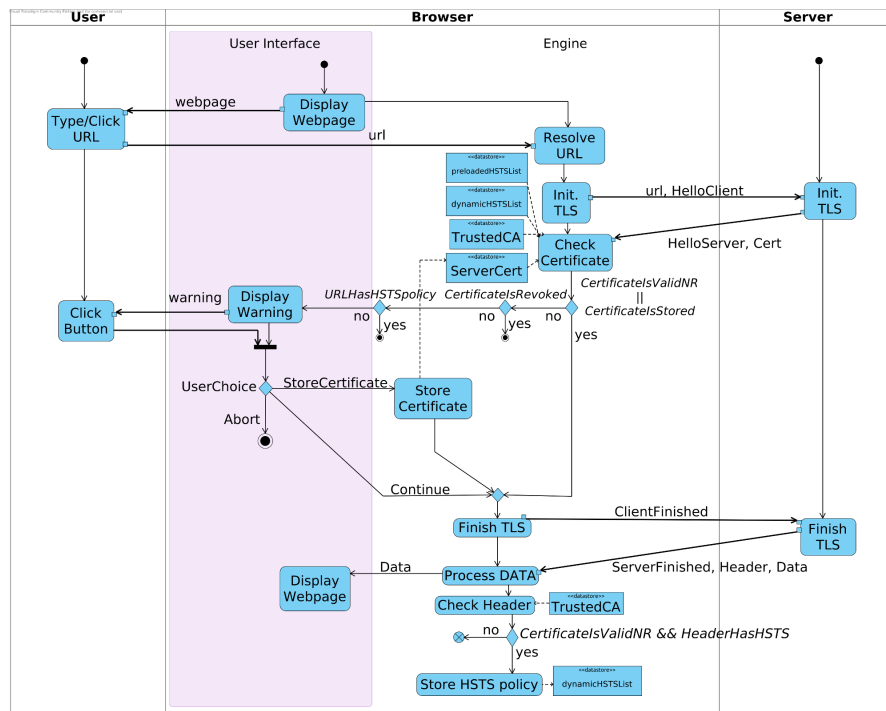 User
Browser
Server
User Interface
Engine
Display
Webpage
webpage
Type/Click
URL
url
Resolve
URL
<<datastore>>
preloadedHSTSList
<<datastore>>
dynamicHSTSList
Init.
TLS
url, HelloClient
Init.
TLS
<<datastore>>
TrustedCA
Check
Certificate
HelloServer, Cert
<<datastore>>
ServerCert
CertificateIsValidNR
||
CertificateIsStored
URLHasHSTSpolicy
CertificateIsRevoked
warning
Display
Warning
Click
Button
no
yes
no
yes
no
yes
UserChoice
StoreCertificate
Store
Certificate
Abort
Continue
ClientFinished
Finish TLS
Finish
TLS
ServerFinished, Header, Data
Data
Display
Webpage
Process DATA
Check Header
<<datastore>>
TrustedCA
no
CertificateIsValidNR && HeaderHasHSTS
yes
Store HSTS policy
<<datastore>>
dynamicHSTSList